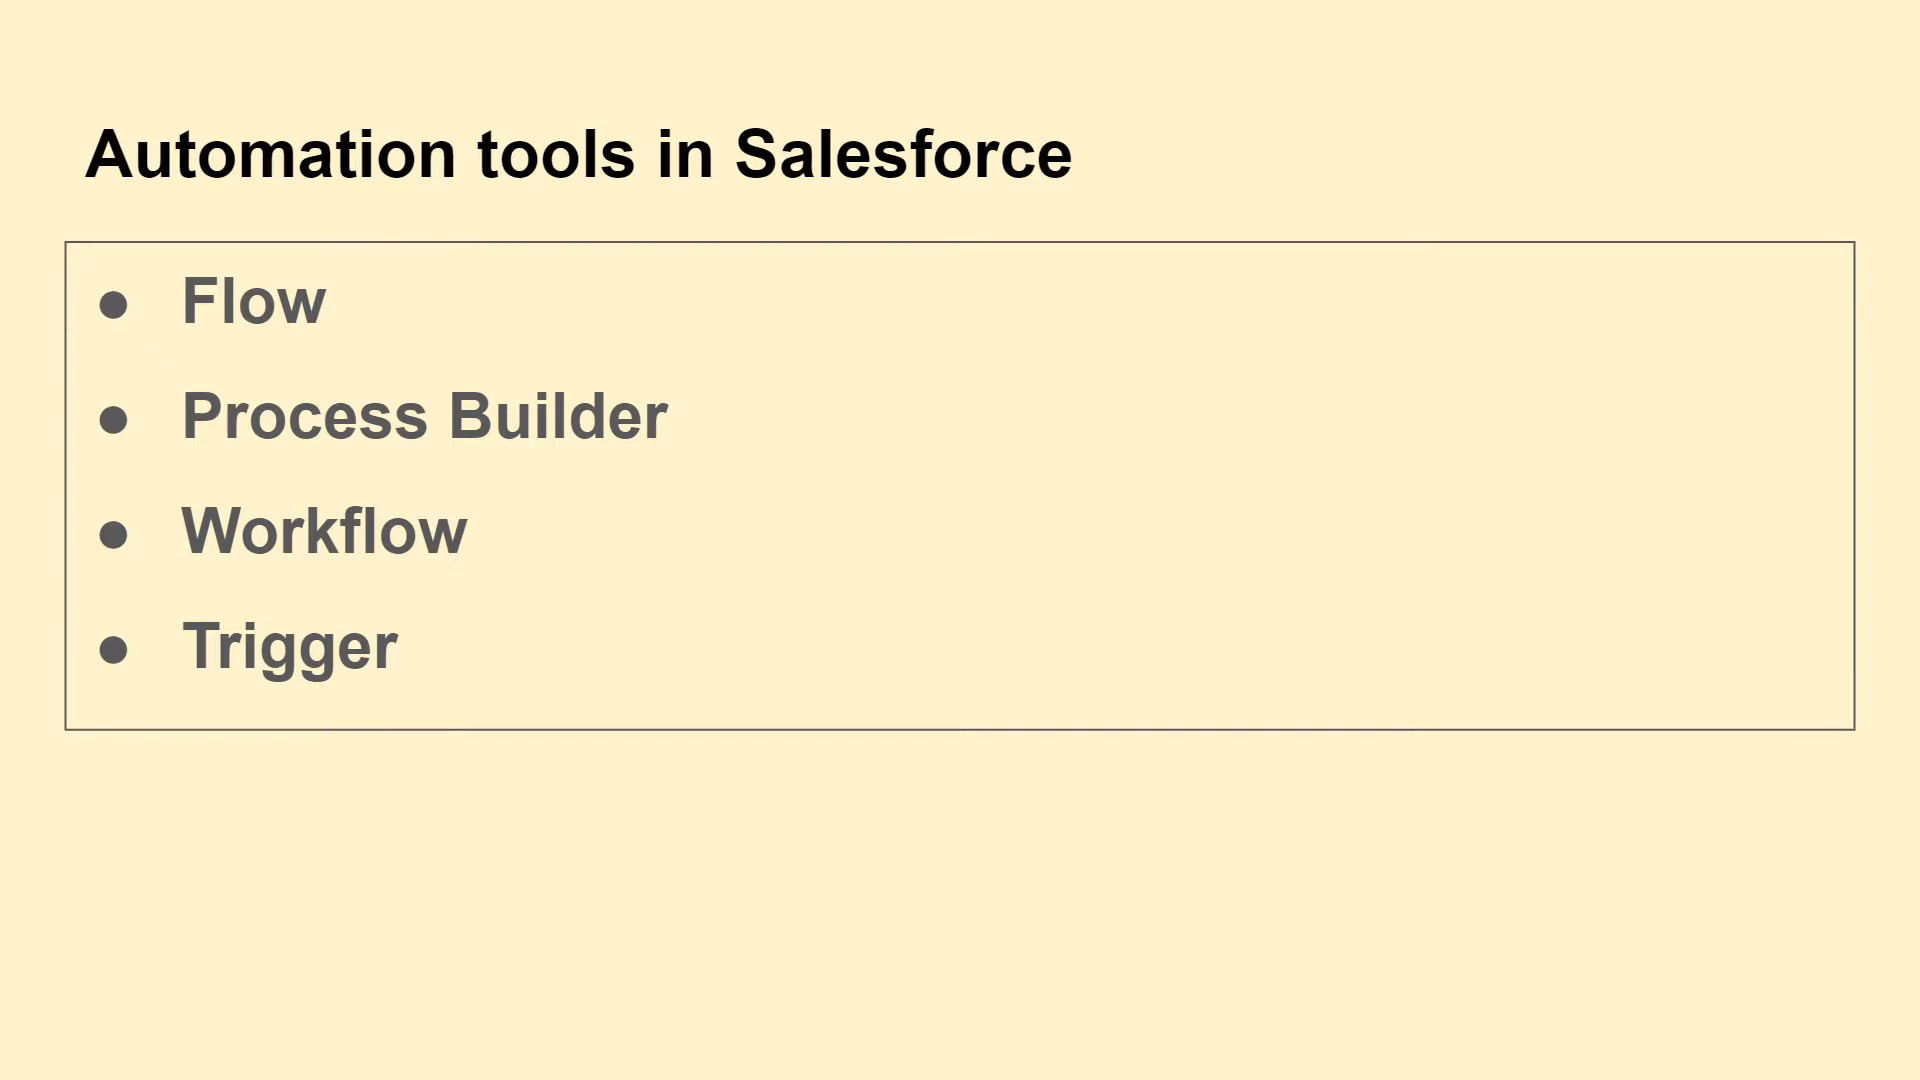 Automation tools in Salesforce
● Flow
● Process Builder
● Workflow
● Trigger